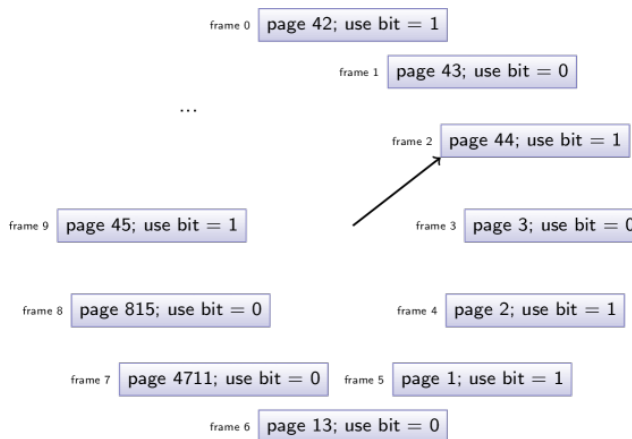 frame 0 page 42; use bit = 1
frame 1 page 43; use bit = 0
...
frame 2 page 44; use bit = 1
frame 9 page 45; use bit = 1
frame 3 page 3; use bit = 0
frame 8 page 815; use bit = 0
frame 4 page 2; use bit = 1
frame 7 page 4711; use bit = 0
frame 5 page 1; use bit = 1
frame 6 page 13; use bit = 0